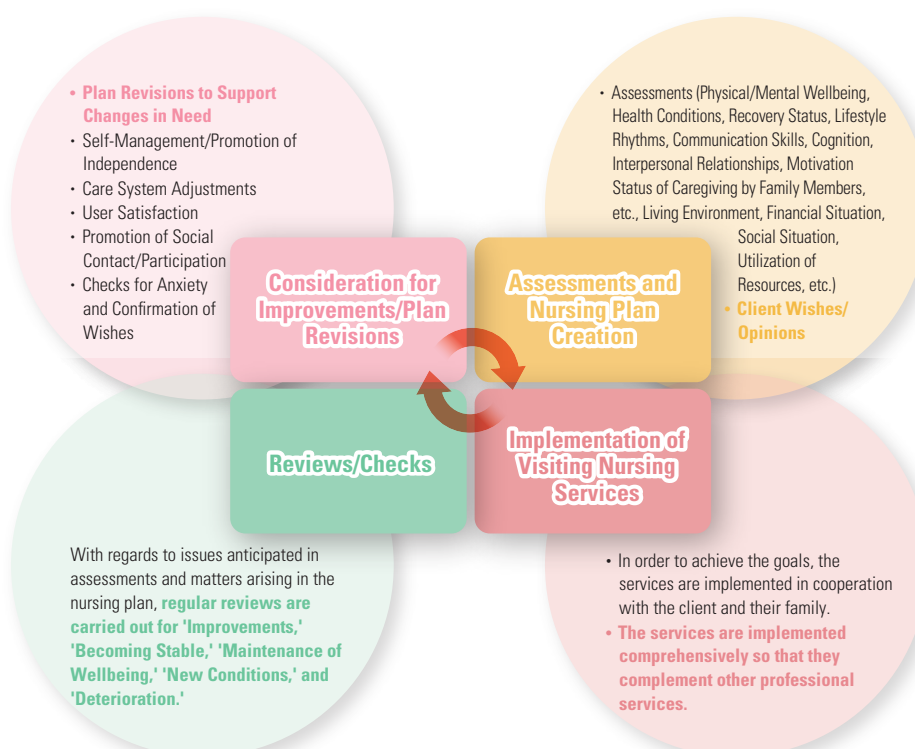 • Plan Revisions to Support
Changes in Need
• Self-Management/Promotion of
Independence
• Care System Adjustments
• User Satisfaction
• Promotion of Social
Contact/Participation
• Checks for Anxiety
and Confirmation of
Wishes
• Assessments (Physical/Mental Wellbeing,
Health Conditions, Recovery Status, Lifestyle
Rhythms, Communication Skills, Cognition,
Interpersonal Relationships, Motivation
Status of Caregiving by Family Members,
etc., Living Environment, Financial Situation,
Social Situation,
Utilization of
Resources, etc.)
• Client Wishes/
Opinions
Consideration for
Improvements/Plan
Revisions
Assessments and
Nursing Plan
Creation
Reviews/Checks
Implementation of
Visiting Nursing
Services
With regards to issues anticipated in
assessments and matters arising in the
nursing plan, regular reviews are
carried out for 'Improvements,'
'Becoming Stable,' 'Maintenance of
Wellbeing,' 'New Conditions,' and
'Deterioration.'
• In order to achieve the goals, the
services are implemented in cooperation
with the client and their family.
• The services are implemented
comprehensively so that they
complement other professional
services.